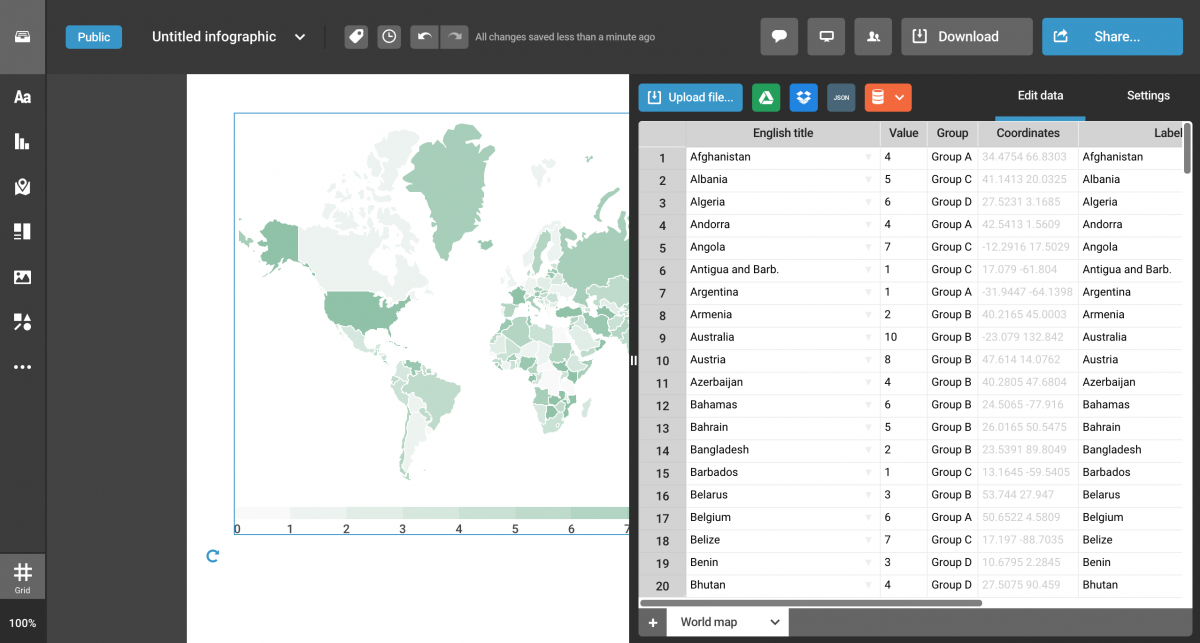 Public
Untitled infographic
All changes saved less than a minute ago
Download
Share...
Aa
Grid
100%
0 1 2 3 4 5 6 7
Upload file...
JSON
Edit data
Settings
English title Value Group Coordinates Label
1 Afghanistan 4 Group A 34.4754 66.8303 Afghanistan
2 Albania 5 Group C 41.1413 20.0325 Albania
3 Algeria 6 Group D 27.5231 3.1685 Algeria
4 Andorra 4 Group A 42.5413 1.5609 Andorra
5 Angola 7 Group C -12.2916 17.5029 Angola
6 Antigua and Barb. 1 Group C 17.079 -61.804 Antigua and Barb.
7 Argentina 1 Group A -31.9447 -64.1398 Argentina
8 Armenia 2 Group B 40.2165 45.0003 Armenia
9 Australia 10 Group B -23.079 132.842 Australia
10 Austria 8 Group B 47.614 14.0762 Austria
11 Azerbaijan 4 Group B 40.2805 47.6804 Azerbaijan
12 Bahamas 6 Group B 24.5065 -77.916 Bahamas
13 Bahrain 5 Group B 26.0165 50.5475 Bahrain
14 Bangladesh 2 Group B 23.5391 89.8049 Bangladesh
15 Barbados 1 Group C 13.1645 -59.5405 Barbados
16 Belarus 3 Group B 53.744 27.947 Belarus
17 Belgium 6 Group A 50.6522 4.5809 Belgium
18 Belize 7 Group C 17.197 -88.7035 Belize
19 Benin 3 Group D 10.6795 2.2845 Benin
20 Bhutan 4 Group D 27.5075 90.459 Bhutan
+ World map